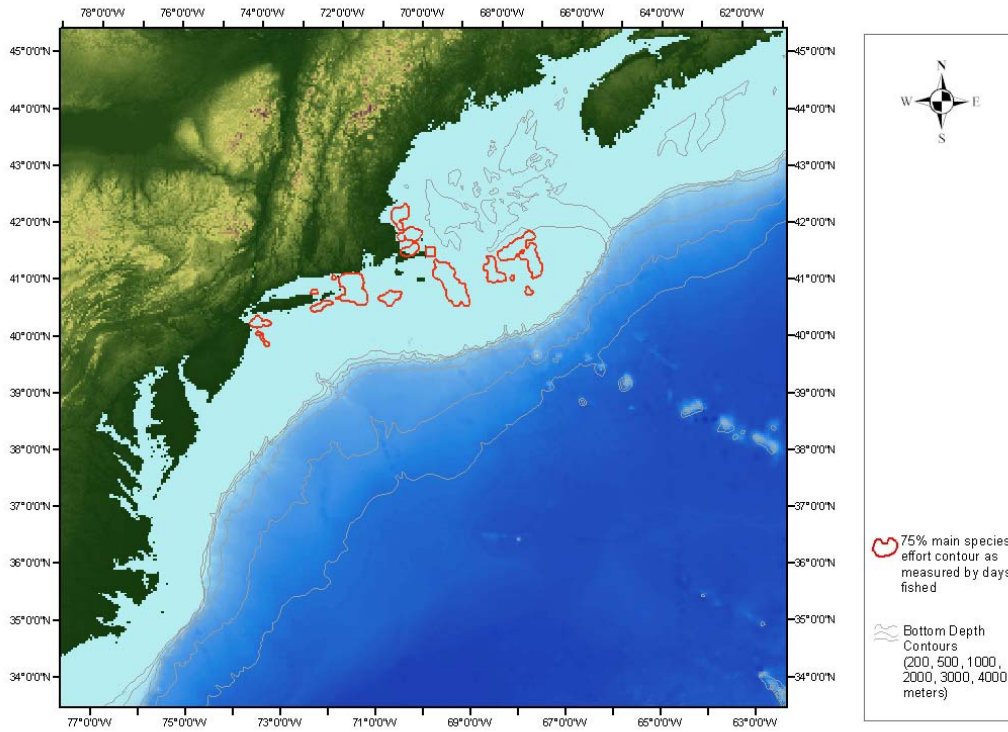 78°0'0"W 76°0'0"W 74°0'0"W 72°0'0"W 70°0'0"W 68°0'0"W 66°0'0"W 64°0'0"W 62°0'0"W
45°0'0"N 45°0'0"N
44°0'0"N 44°0'0"N
43°0'0"N 43°0'0"N
42°0'0"N 42°0'0"N
41°0'0"N 41°0'0"N
40°0'0"N 40°0'0"N
39°0'0"N 39°0'0"N
38°0'0"N 38°0'0"N
37°0'0"N 37°0'0"N
36°0'0"N 36°0'0"N
35°0'0"N 35°0'0"N
34°0'0"N 34°0'0"N
77°0'0"W 75°0'0"W 73°0'0"W 71°0'0"W 69°0'0"W 67°0'0"W 65°0'0"W 63°0'0"W
N
W E
S
75% main species
effort contour as
measured by days
fished
Bottom Depth
Contours
(200, 500, 1000,
2000, 3000, 4000
meters)